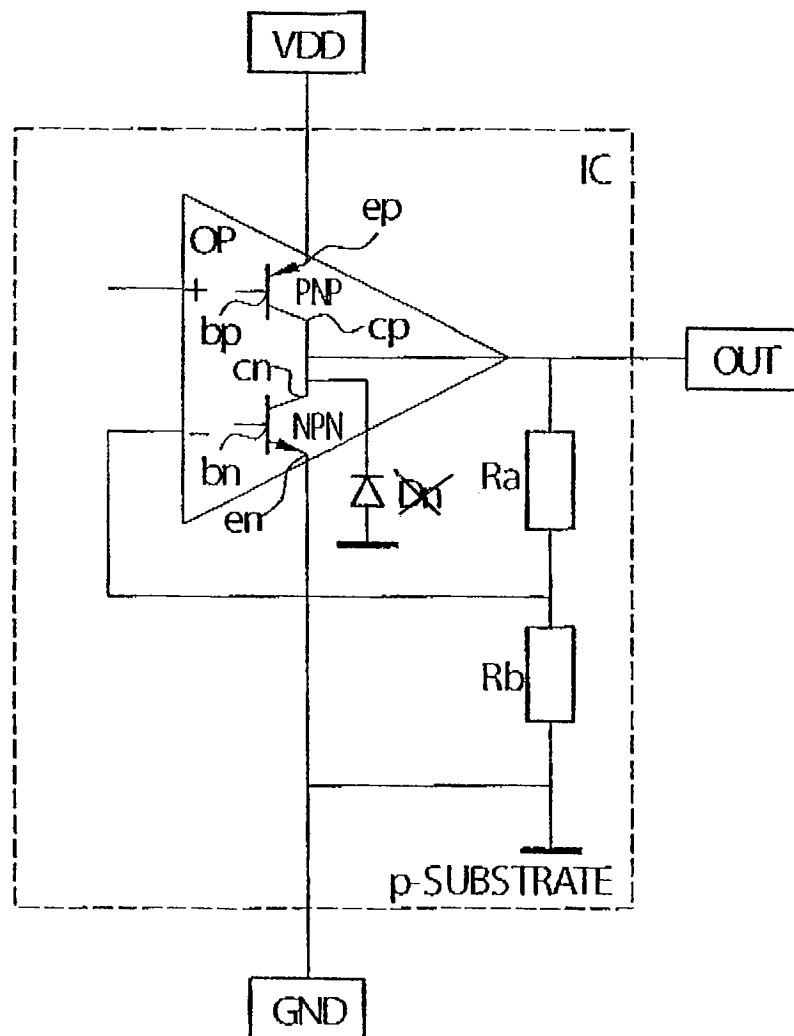 VDD
IC
ep
OP
+
PNP
bp
cp
OUT
cn
NPN
−
bn
Ra
Dn
en
Rb
p-SUBSTRATE
GND